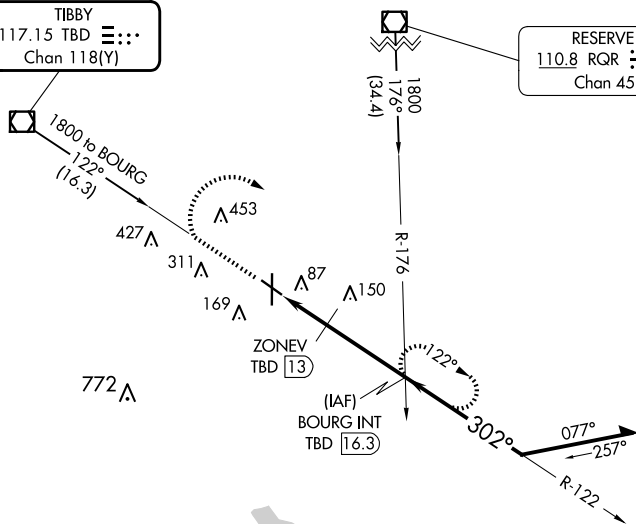 TIBBY
117.15 TBD
Chan 118(Y)
RESERVE
110.8 RQR
Chan 45
1800
176°
(34.4)
1800 to BOURG
122°
(16.3)
453
427
311
R-176
87
150
169
ZONEV
TBD 13
122°
772
(IAF)
BOURG INT
TBD 16.3
302°
077°
257°
R-122